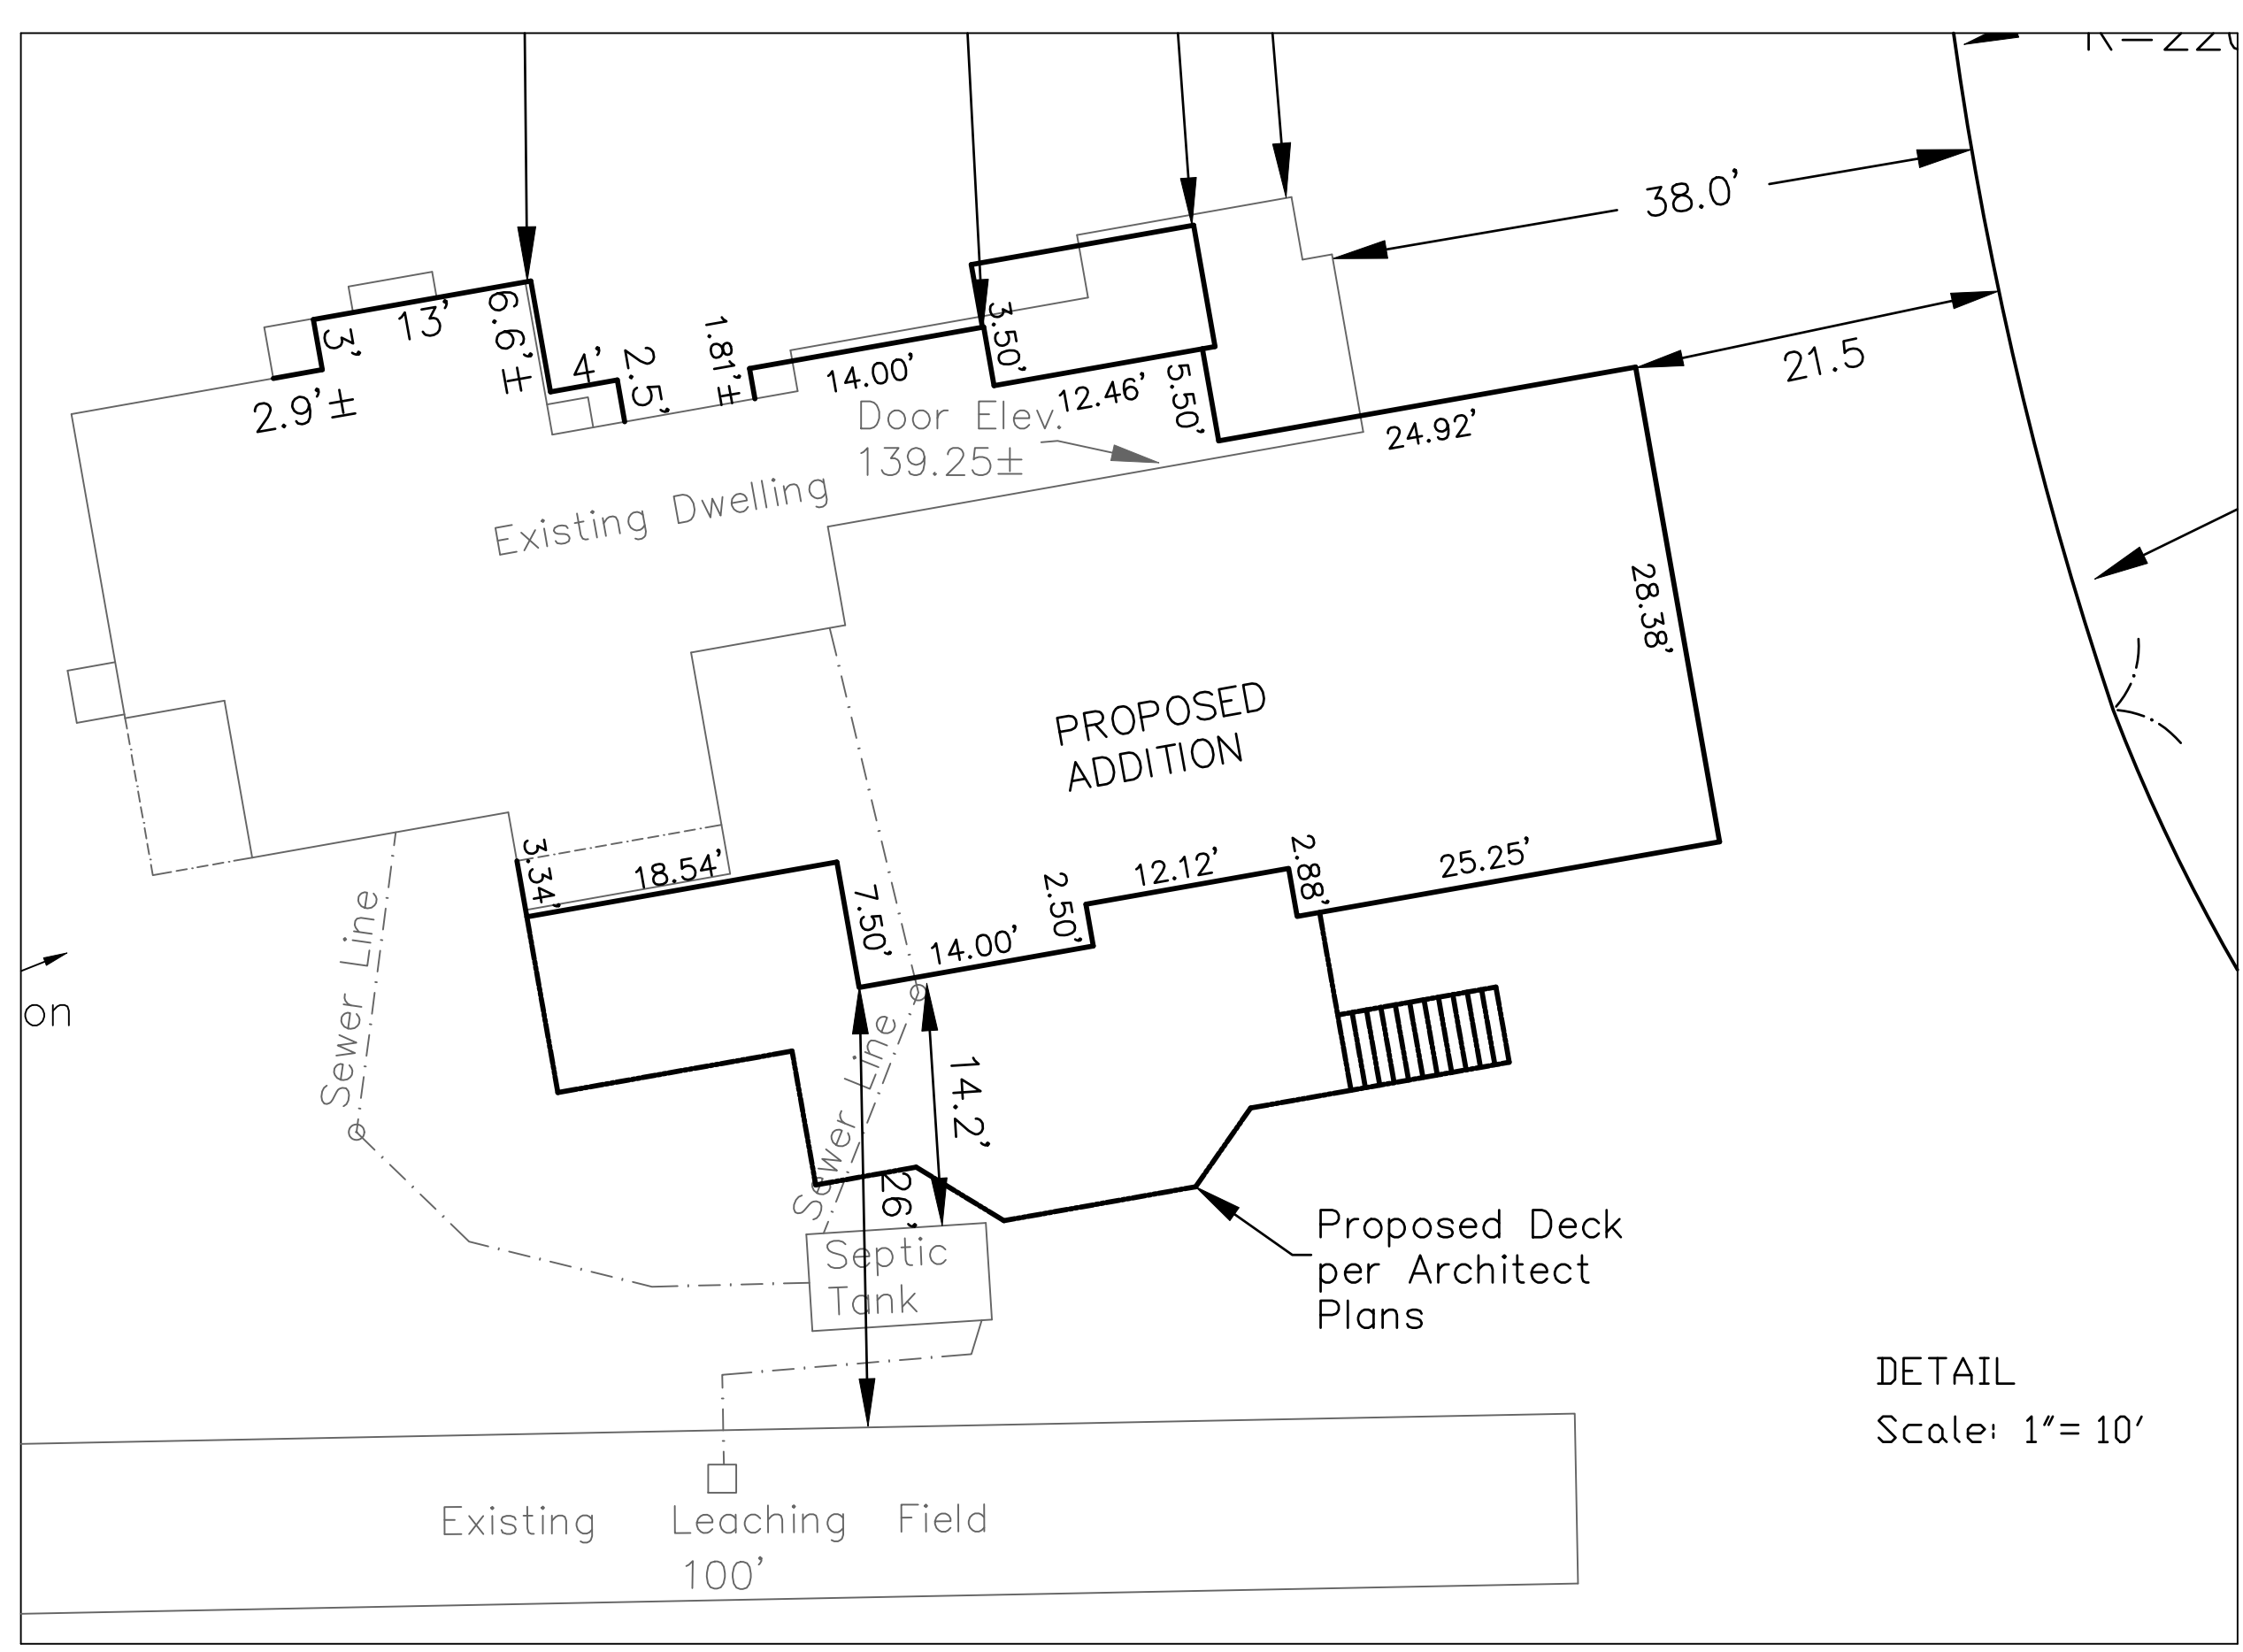 38.0'
21.5
13'
3'
2.9'±
6.6'±
4'
2.5'
1.81'±
14.00'
3.50'
12.46'
5.50'
24.92'
Door Elev.
139.25±
Existing Dwelling
28.38'
PROPOSED
ADDITION
3.34'
18.54'
7.50'
14.00'
2.50'
12.12'
2.88'
25.25'
on
Sewer Line
Sewer Line
14.2'
26'
Septic
Tank
Proposed Deck
per Architect
Plans
DETAIL
Scale: 1"= 10'
Existing Leaching Field
100'